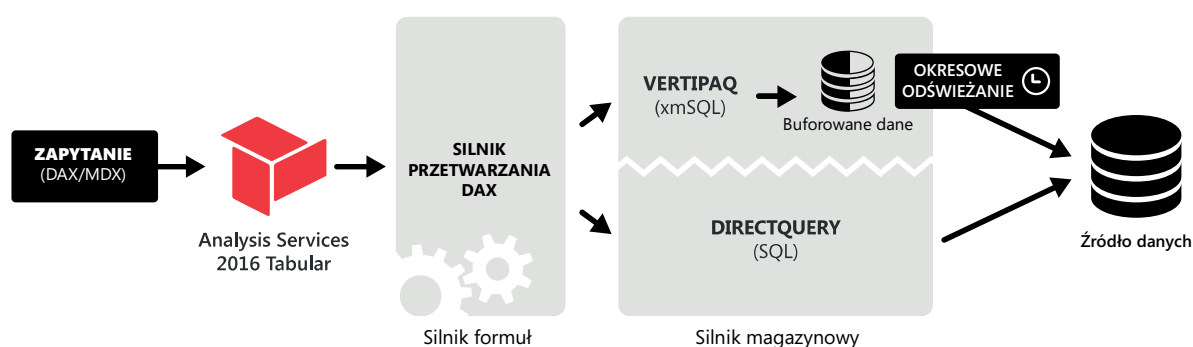 ZAPYTANIE
(DAX/MDX)
Analysis Services
2016 Tabular
SILNIK
PRZETWARZANIA
DAX
Silnik formuł
VERTIPAQ
(xmSQL)
Buforowane dane
OKRESOWE
ODŚWIEŻANIE
DIRECTQUERY
(SQL)
Silnik magazynowy
Źródło danych